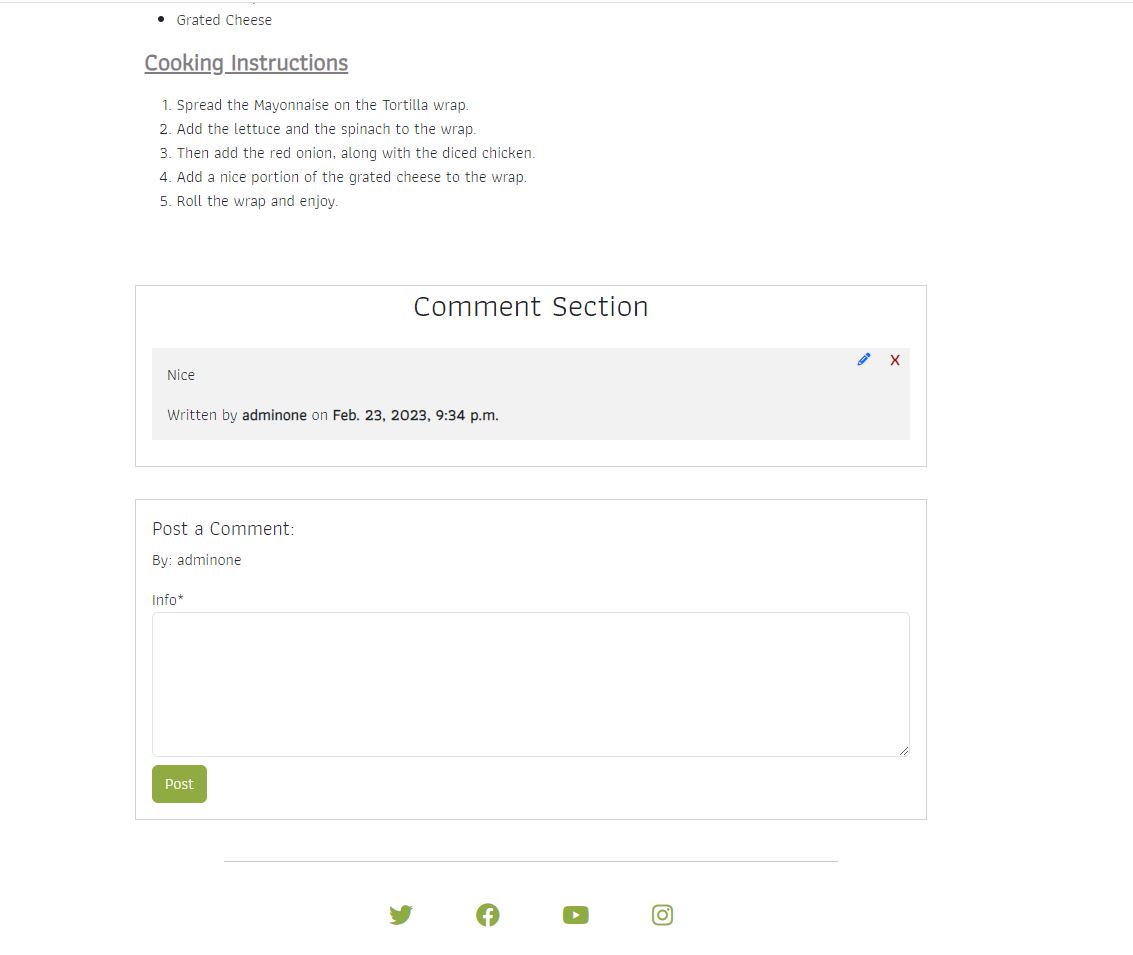 Grated Cheese
Cooking Instructions
1. Spread the Mayonnaise on the Tortilla wrap.
2. Add the lettuce and the spinach to the wrap.
3. Then add the red onion, along with the diced chicken.
4. Add a nice portion of the grated cheese to the wrap.
5. Roll the wrap and enjoy.
Comment Section
X
Nice
Written by adminone on Feb. 23, 2023, 9:34 p.m.
Post a Comment:
By: adminone
Info*
Post